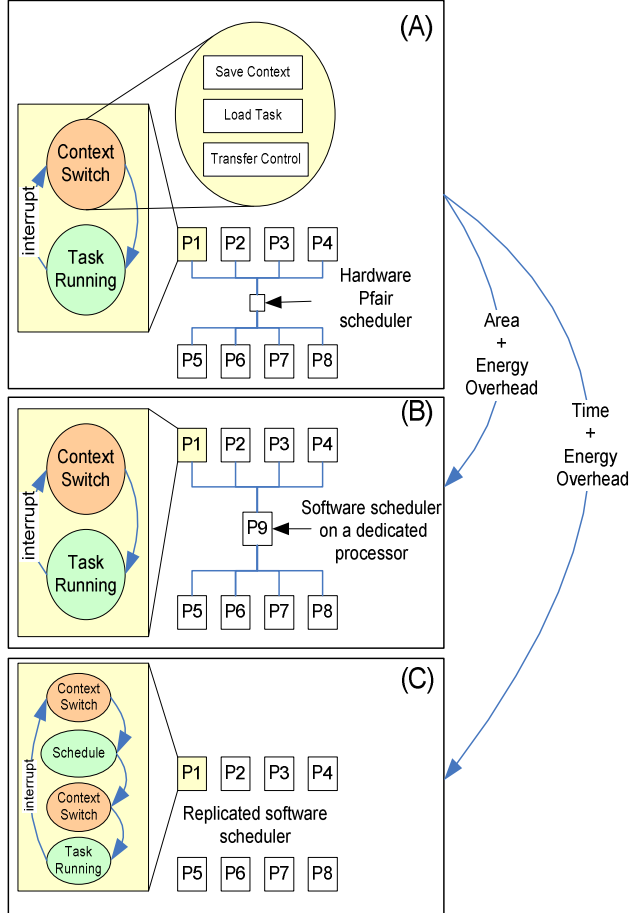 (A)
Save Context
Load Task
Transfer Control
Context
Switch
interrupt
Task
Running
P1 P2 P3 P4
Hardware
Pfair
scheduler
P5 P6 P7 P8
Area
+
Energy
Overhead
Time
+
Energy
Overhead
(B)
Context
Switch
interrupt
Task
Running
P1 P2 P3 P4
P9
Software scheduler
on a dedicated
processor
P5 P6 P7 P8
(C)
Context
Switch
Schedule
interrupt
Context
Switch
Task
Running
P1 P2 P3 P4
Replicated software
scheduler
P5 P6 P7 P8